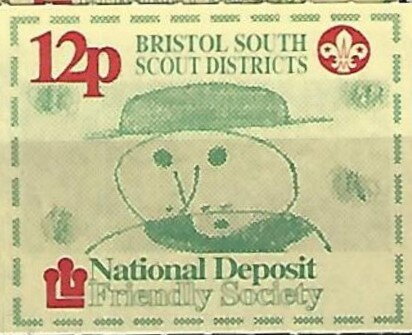 12p
BRISTOL SOUTH
SCOUT DISTRICTS
National Deposit
Friendly Society